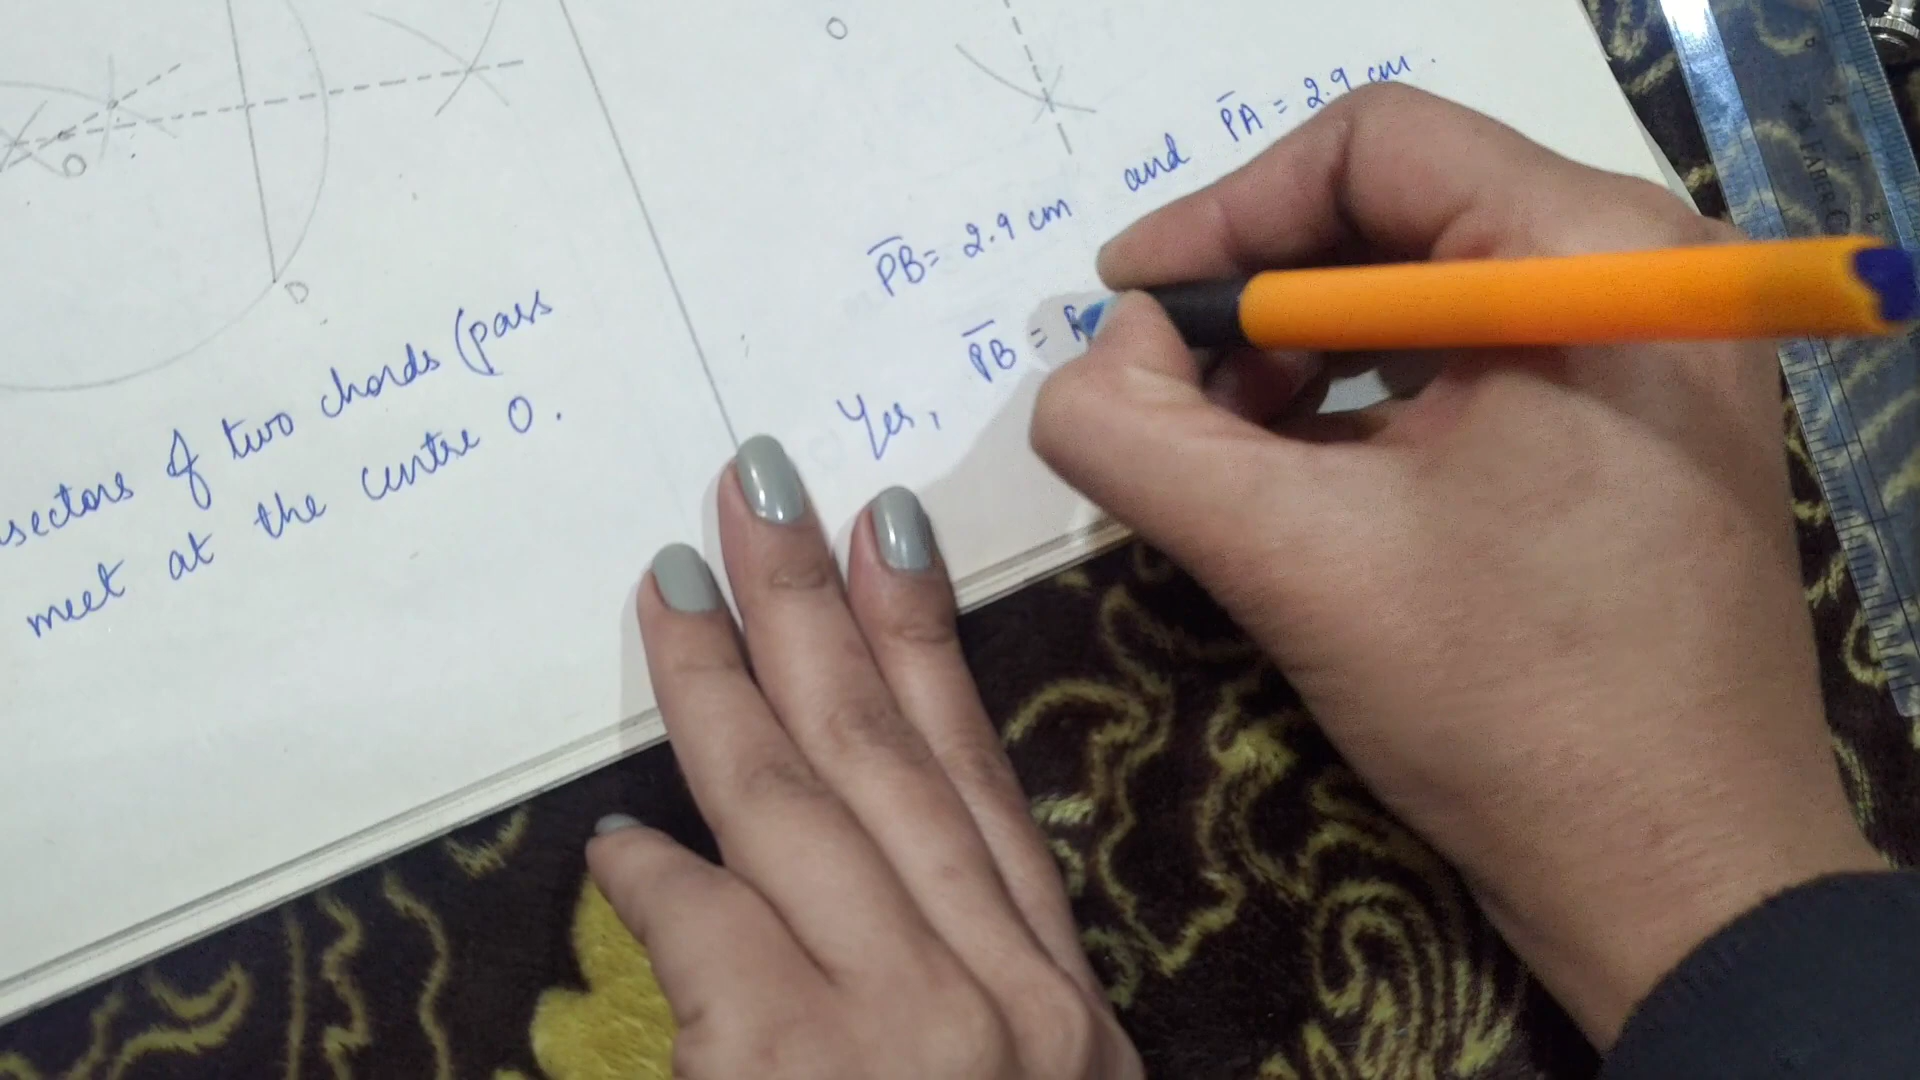 O
D
sectors of two chords (pass
meet at the centre O.
O
PB = 2.9 cm and PA = 2.9 cm.
Yes, PB =
FABER C